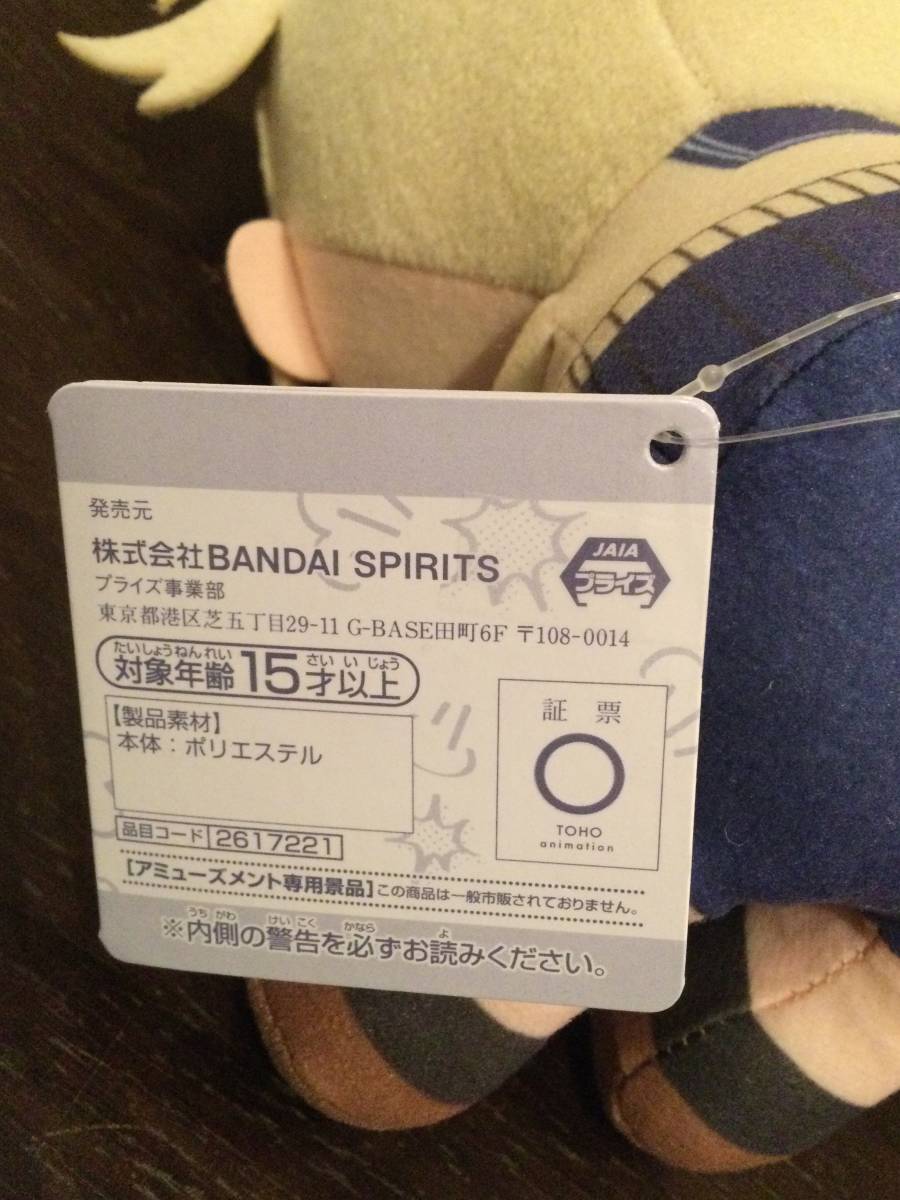 発売元
株式会社BANDAI SPIRITS
プライズ事業部
JAIA
プライズ
東京都港区芝五丁目29-11 G-BASE田町6F 〒108-0014
たいしょうねんれい さいいじょう
対象年齢15才以上
【製品素材】
本体：ポリエステル
証票
TOHO
animation
品目コード 2617221
【アミューズメント専用景品】この商品は一般市販されておりません。
うちがわ けいこく かなら よ
※内側の警告を必ずお読みください。